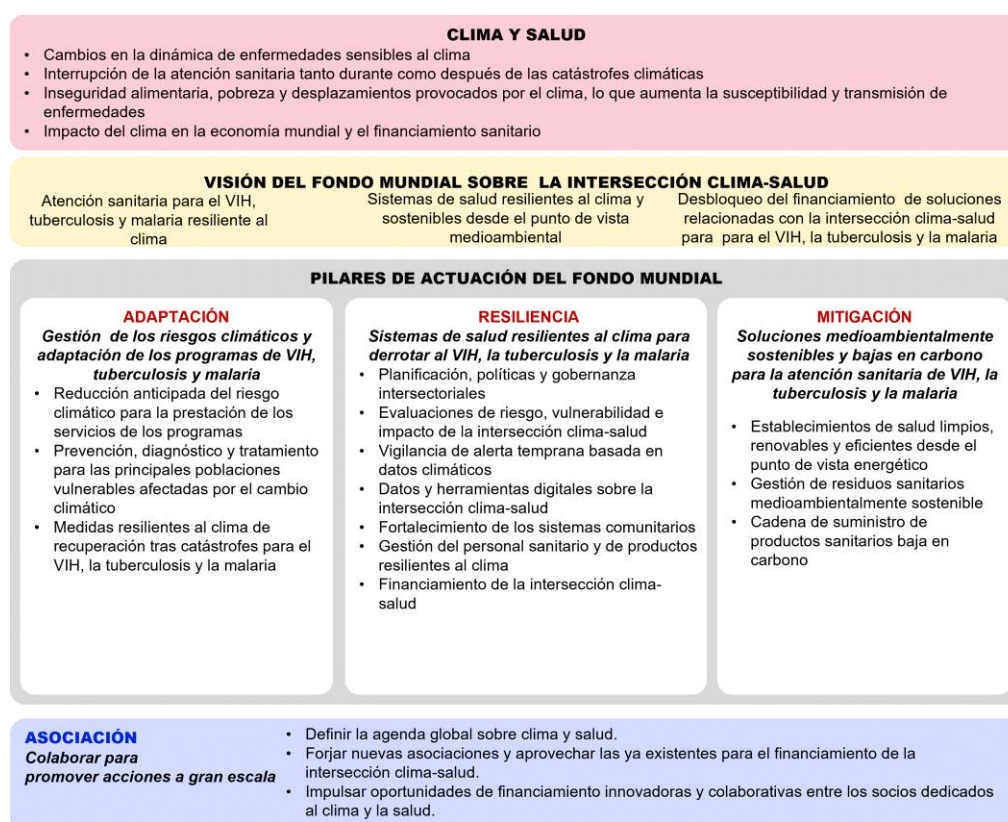 CLIMA Y SALUD
• Cambios en la dinámica de enfermedades sensibles al clima
• Interrupción de la atención sanitaria tanto durante como después de las catástrofes climáticas
• Inseguridad alimentaria, pobreza y desplazamientos provocados por el clima, lo que aumenta la susceptibilidad y transmisión de
enfermedades
• Impacto del clima en la economía mundial y el financiamiento sanitario
VISIÓN DEL FONDO MUNDIAL SOBRE LA INTERSECCIÓN CLIMA-SALUD
Atención sanitaria para el VIH,
tuberculosis y malaria resiliente al
clima
Sistemas de salud resilientes al clima y
sostenibles desde el punto de vista
medioambiental
Desbloqueo del financiamiento de soluciones
relacionadas con la intersección clima-salud
para para el VIH, la tuberculosis y la malaria
PILARES DE ACTUACIÓN DEL FONDO MUNDIAL
ADAPTACIÓN
Gestión de los riesgos climáticos y
adaptación de los programas de VIH,
tuberculosis y malaria
• Reducción anticipada del riesgo
climático para la prestación de los
servicios de los programas
• Prevención, diagnóstico y tratamiento
para las principales poblaciones
vulnerables afectadas por el cambio
climático
• Medidas resilientes al clima de
recuperación tras catástrofes para el
VIH, la tuberculosis y la malaria
RESILIENCIA
Sistemas de salud resilientes al clima para
derrotar al VIH, la tuberculosis y la malaria
• Planificación, políticas y gobernanza
intersectoriales
• Evaluaciones de riesgo, vulnerabilidad e
impacto de la intersección clima-salud
• Vigilancia de alerta temprana basada en
datos climáticos
• Datos y herramientas digitales sobre la
intersección clima-salud
• Fortalecimiento de los sistemas comunitarios
• Gestión del personal sanitario y de productos
resilientes al clima
• Financiamiento de la intersección clima-
salud
MITIGACIÓN
Soluciones medioambientalmente
sostenibles y bajas en carbono
para la atención sanitaria de VIH, la
tuberculosis y la malaria
• Establecimientos de salud limpios,
renovables y eficientes desde el
punto de vista energético
• Gestión de residuos sanitarios
medioambientalmente sostenible
• Cadena de suministro de
productos sanitarios baja en
carbono
ASOCIACIÓN
Colaborar para
promover acciones a gran escala
• Definir la agenda global sobre clima y salud.
• Forjar nuevas asociaciones y aprovechar las ya existentes para el financiamiento de la
intersección clima-salud.
• Impulsar oportunidades de financiamiento innovadoras y colaborativas entre los socios dedicados
al clima y la salud.